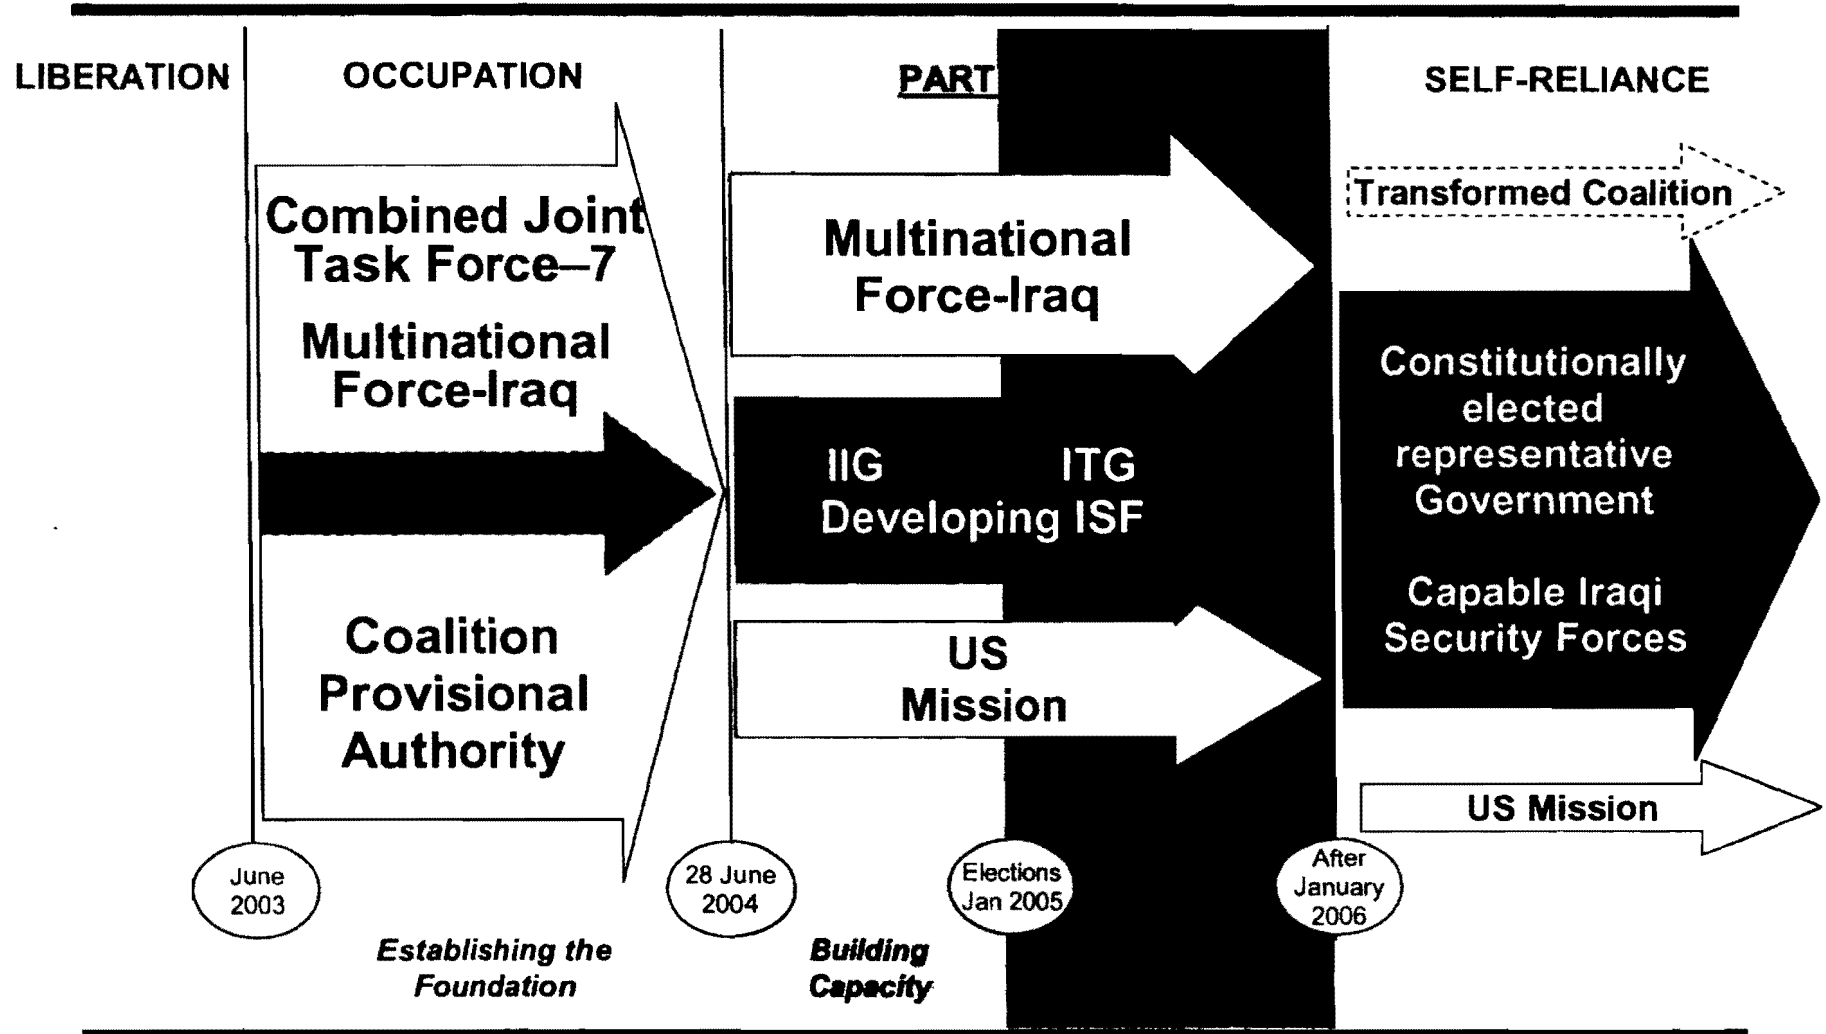 LIBERATION
OCCUPATION
PART
SELF-RELIANCE
Combined Joint
Task Force–7
Multinational
Force-Iraq
Coalition
Provisional
Authority
Multinational
Force-Iraq
IIG ITG
Developing ISF
US
Mission
Transformed Coalition
Constitutionally
elected
representative
Government
Capable Iraqi
Security Forces
US Mission
June
2003
28 June
2004
Elections
Jan 2005
After
January
2006
Establishing the
Foundation
Building
Capacity